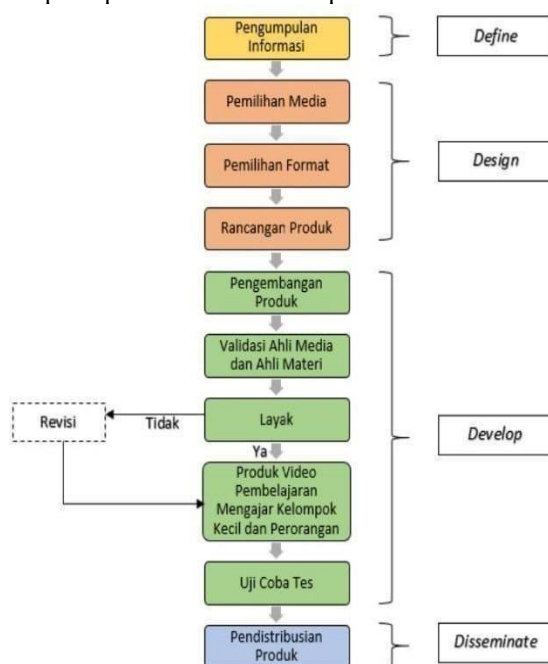 Pengumpulan
Informasi
Define
Pemilihan Media
Pemilihan Format
Design
Rancangan Produk
Pengembangan
Produk
Validasi Ahli Media
dan Ahli Materi
Revisi
Tidak
Layak
Develop
Ya
Produk Video
Pembelajaran
Mengajar Kelompok
Kecil dan Perorangan
Uji Coba Tes
Pendistribusian
Produk
Disseminate